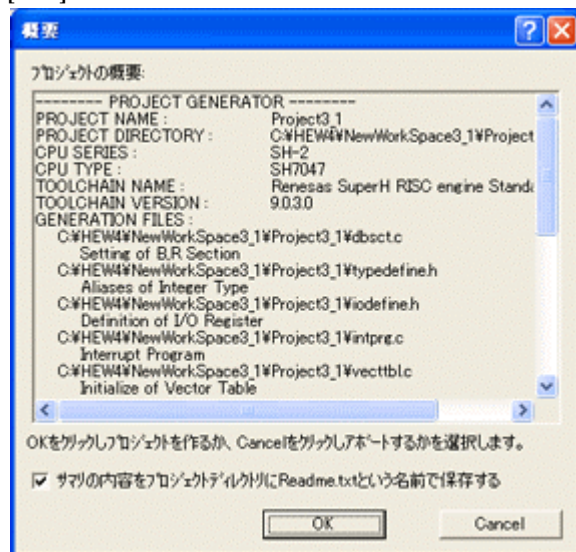 概要
プロジェクトの概要:
-------- PROJECT GENERATOR --------
PROJECT NAME : Project3_1
PROJECT DIRECTORY : C:¥HEW4¥NewWorkSpace3_1¥Project
CPU SERIES : SH-2
CPU TYPE : SH7047
TOOLCHAIN NAME : Renesas SuperH RISC engine Standa
TOOLCHAIN VERSION : 9.0.3.0
GENERATION FILES :
C:¥HEW4¥NewWorkSpace3_1¥Project3_1¥dbsct.c
Setting of B,R Section
C:¥HEW4¥NewWorkSpace3_1¥Project3_1¥typedefine.h
Aliases of Integer Type
C:¥HEW4¥NewWorkSpace3_1¥Project3_1¥iodefine.h
Definition of I/O Register
C:¥HEW4¥NewWorkSpace3_1¥Project3_1¥intprg.c
Interrupt Program
C:¥HEW4¥NewWorkSpace3_1¥Project3_1¥vecttbl.c
Initialize of Vector Table
OKをクリックしプロジェクトを作るか、Cancelをクリックしアボートするかを選択します。
サマリの内容をプロジェクトディレクトリにReadme.txtという名前で保存する
OK
Cancel